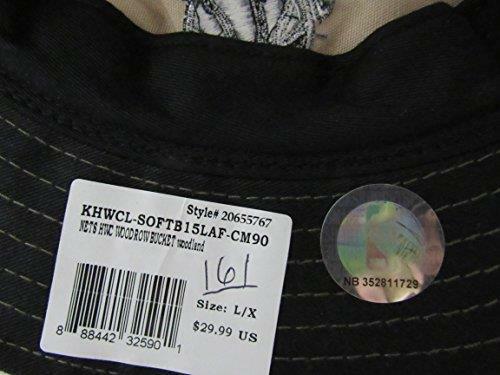 Style# 20655767
KHWCL-SOFTB15LAF-CM90
NETS HWC WOODROW BUCKET woodland
161
Size: L/X
$29.99 US
8 88442 32590 1
NB 352811729